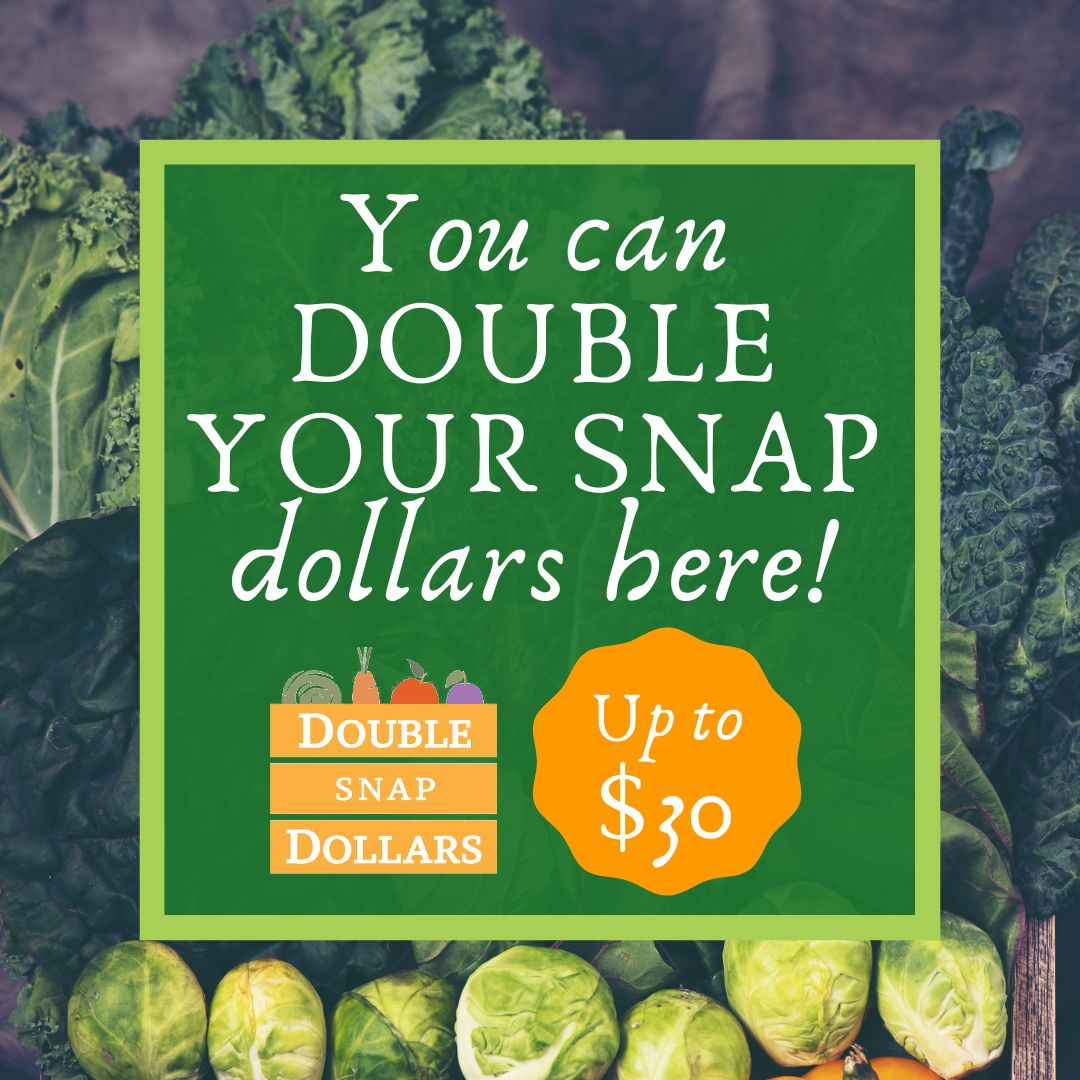 You can
DOUBLE
YOUR SNAP
dollars here!
DOUBLE
SNAP
DOLLARS
Up to
$30